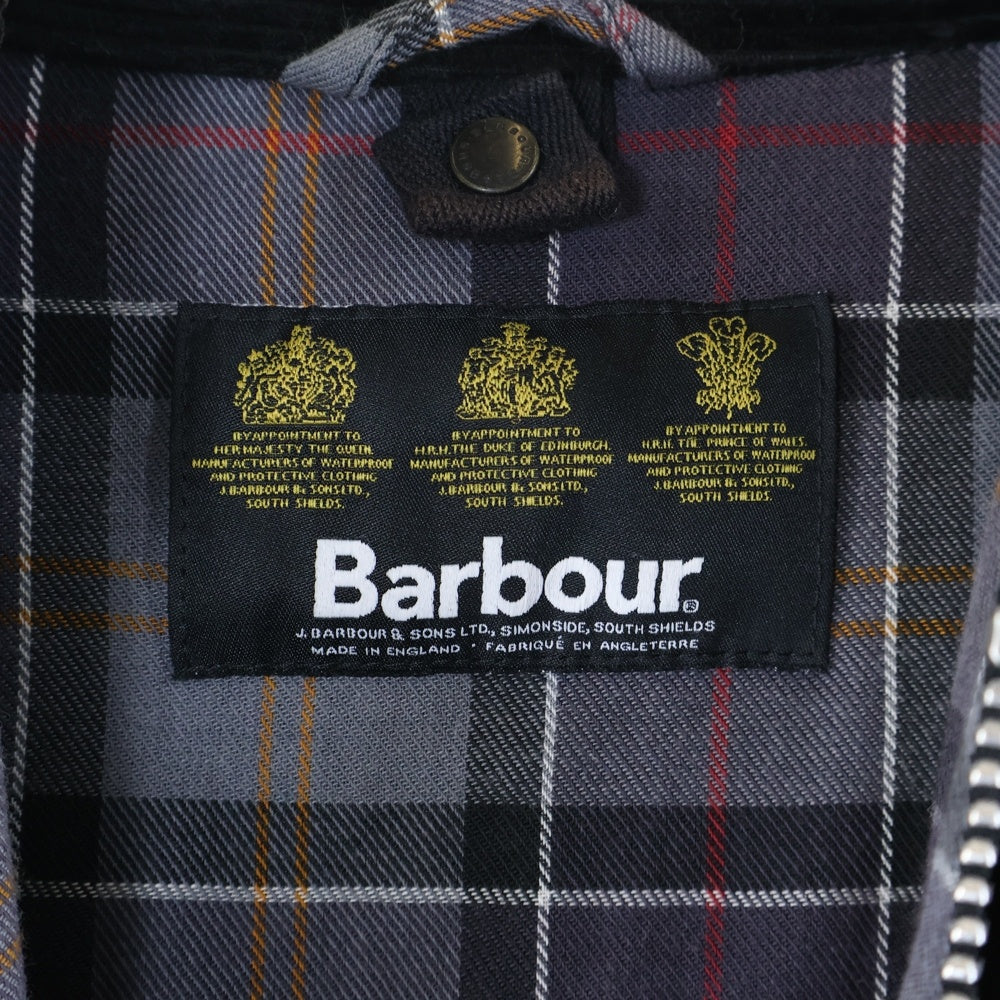 BARBOUR
BY APPOINTMENT TO
HER MAJESTY THE QUEEN.
MANUFACTURERS OF WATERPROOF
AND PROTECTIVE CLOTHING
J.BARBOUR & SONS LTD.,
SOUTH SHIELDS.
BY APPOINTMENT TO
H.R.H. THE DUKE OF EDINBURGH.
MANUFACTURERS OF WATERPROOF
AND PROTECTIVE CLOTHING
J.BARBOUR & SONS LTD.,
SOUTH SHIELDS.
BY APPOINTMENT TO
H.R.H. THE PRINCE OF WALES.
MANUFACTURERS OF WATERPROOF
AND PROTECTIVE CLOTHING
J.BARBOUR & SONS LTD.,
SOUTH SHIELDS.
Barbour
J. BARBOUR & SONS LTD., SIMONSIDE, SOUTH SHIELDS
MADE IN ENGLAND · FABRIQUÉ EN ANGLETERRE